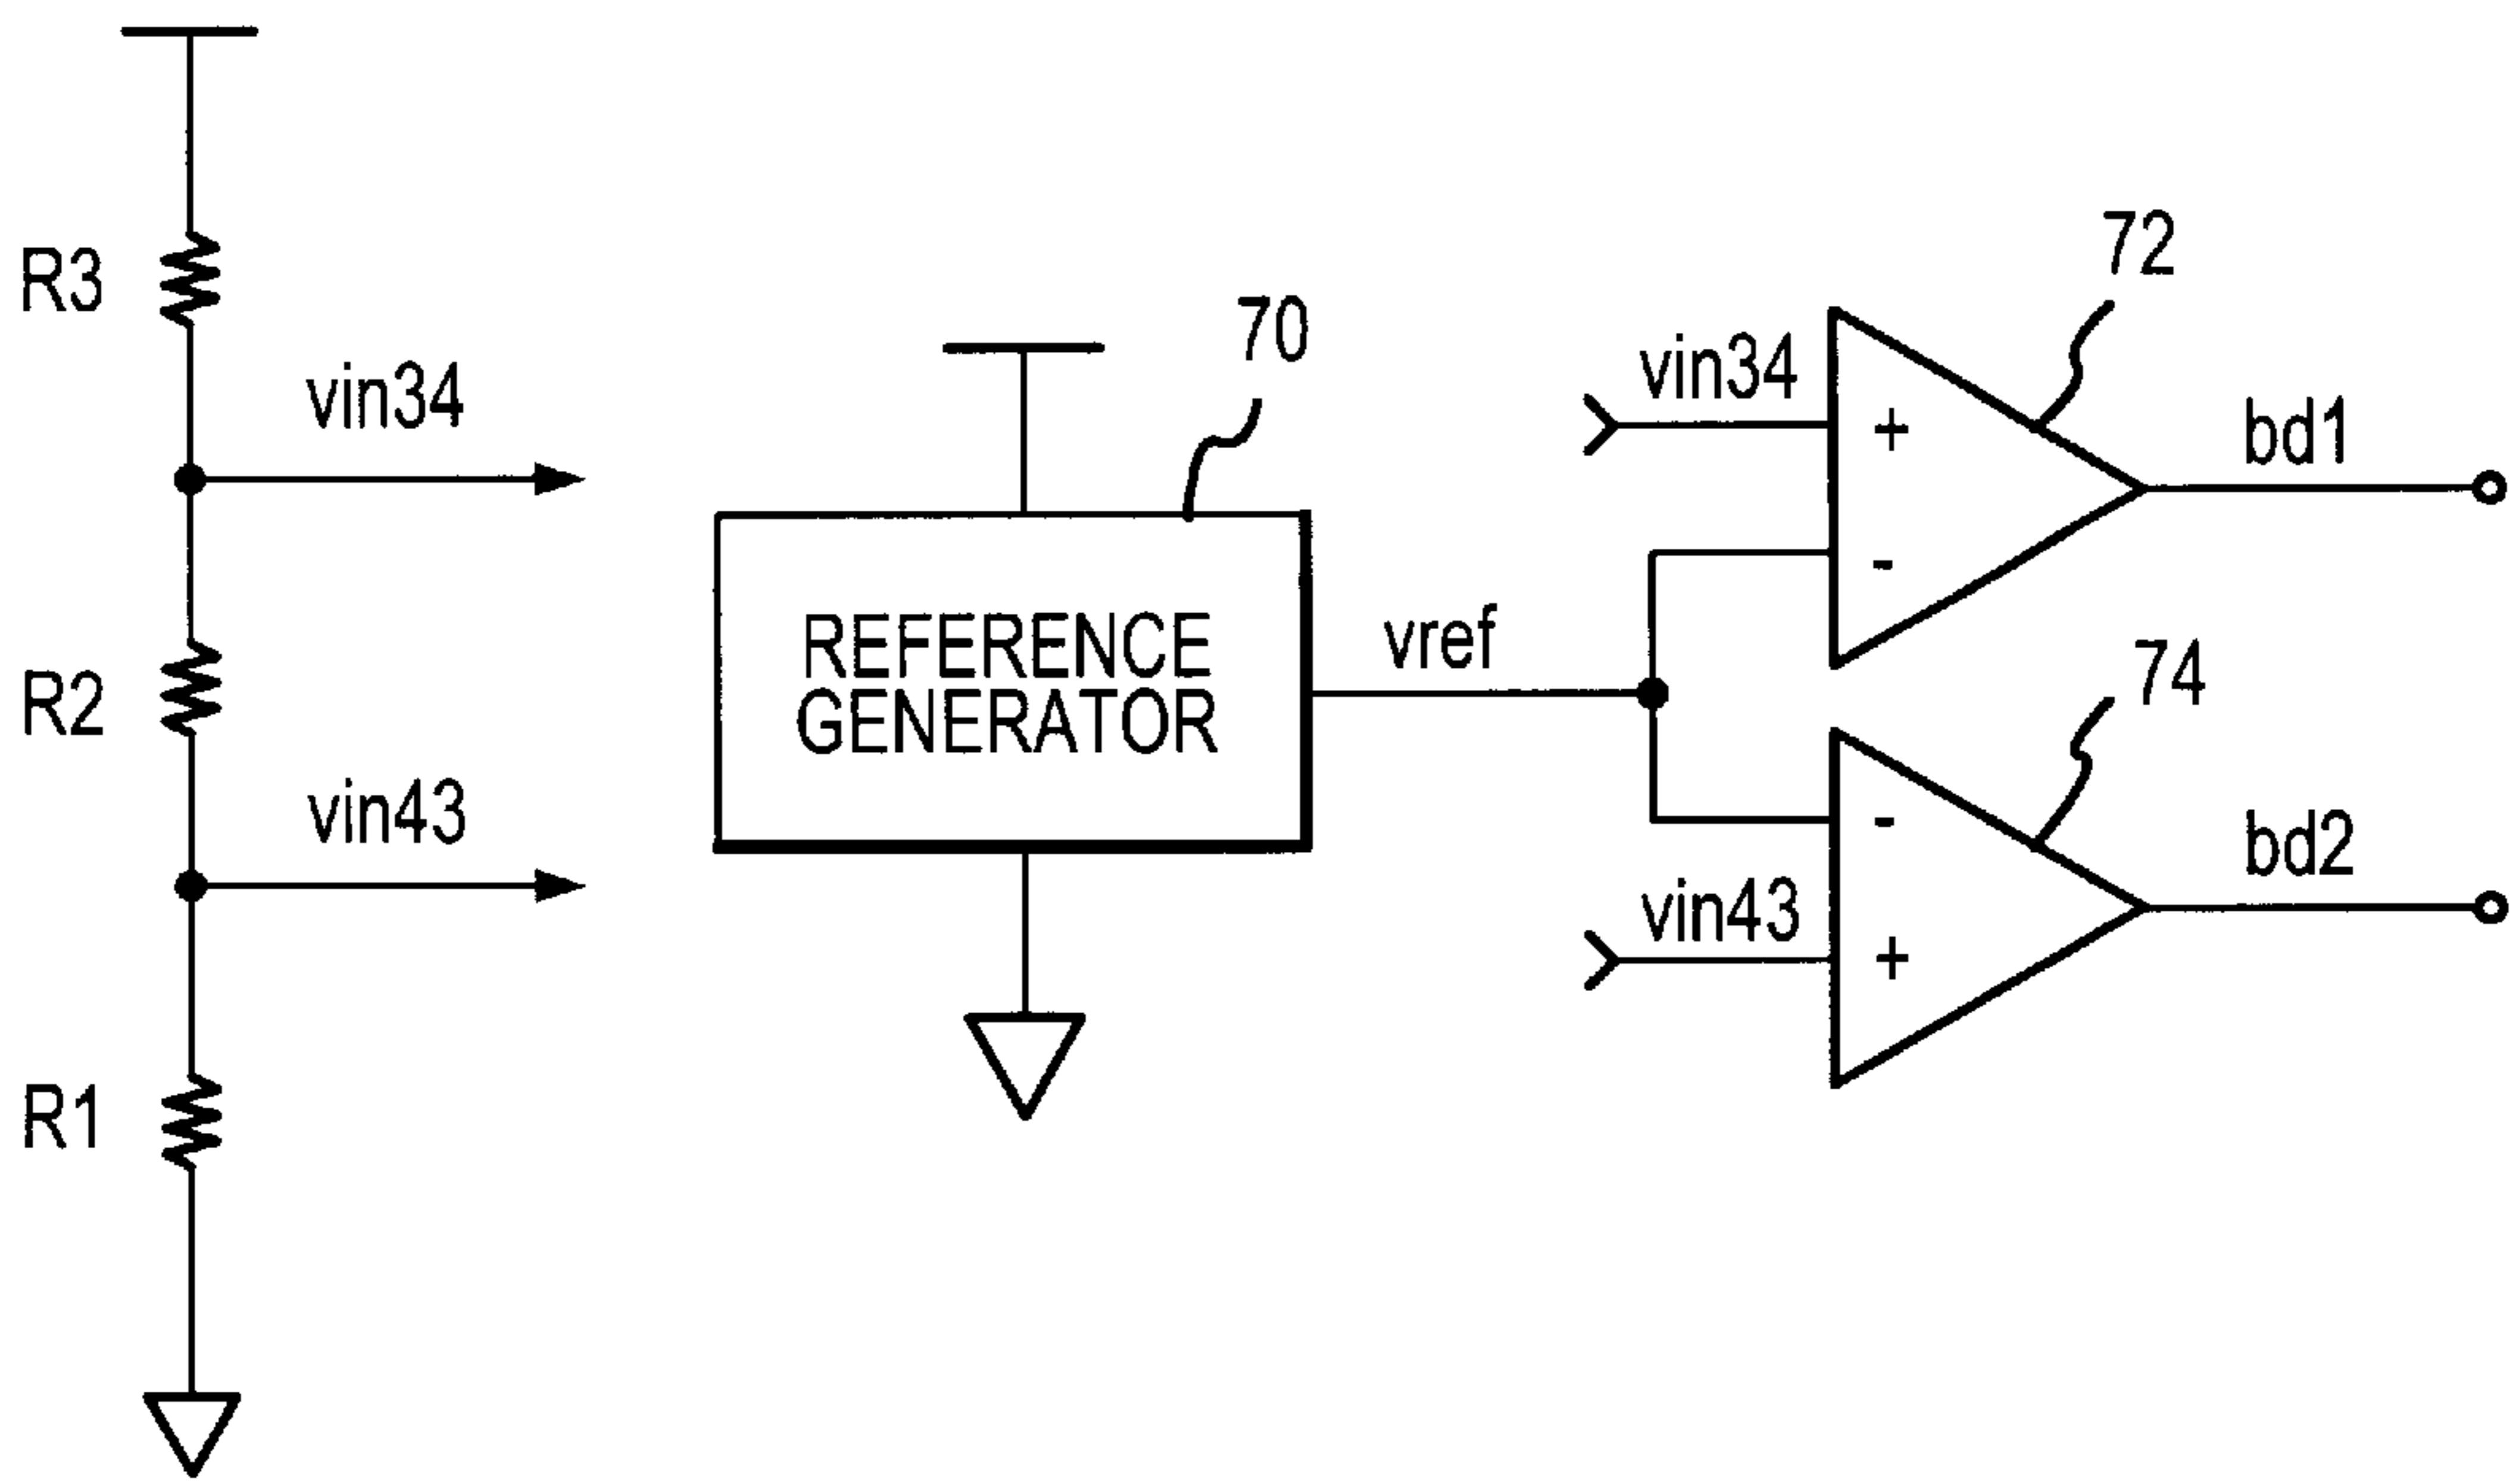 R3
vin34
R2
vin43
R1
70
REFERENCE
GENERATOR
vref
72
vin34
+
-
bd1
74
-
vin43
+
bd2